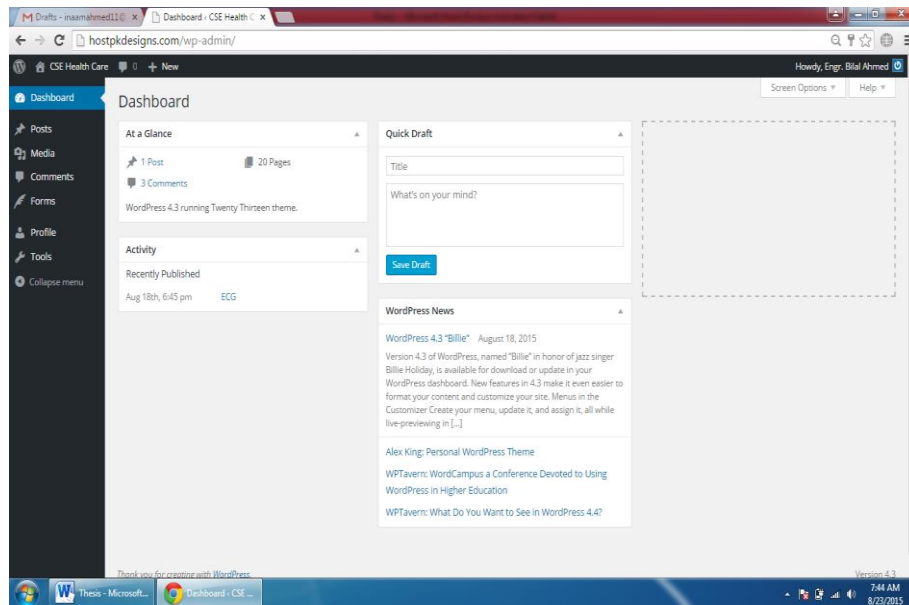 Drafts - inaamahmed11@
Dashboard ‹ CSE Health C
hostpkdesigns.com/wp-admin/
CSE Health Care 0 + New
Howdy, Engr. Bilal Ahmed
Screen Options
Help
Dashboard
Posts
Media
Comments
Forms
Profile
Tools
Collapse menu
Dashboard
At a Glance
1 Post
20 Pages
3 Comments
WordPress 4.3 running Twenty Thirteen theme.
Activity
Recently Published
Aug 18th, 6:45 pm ECG
Quick Draft
Title
What's on your mind?
Save Draft
WordPress News
WordPress 4.3 "Billie" August 18, 2015
Version 4.3 of WordPress, named "Billie" in honor of jazz singer
Billie Holiday, is available for download or update in your
WordPress dashboard. New features in 4.3 make it even easier to
format your content and customize your site. Menus in the
Customizer Create your menu, update it, and assign it, all while
live-previewing in [...]
Alex King: Personal WordPress Theme
WPTavern: WordCampus a Conference Devoted to Using
WordPress in Higher Education
WPTavern: What Do You Want to See in WordPress 4.4?
Thank you for creating with WordPress.
Version 4.3
Thesis - Microsoft...
Dashboard ‹ CSE ...
7:44 AM
8/23/2015